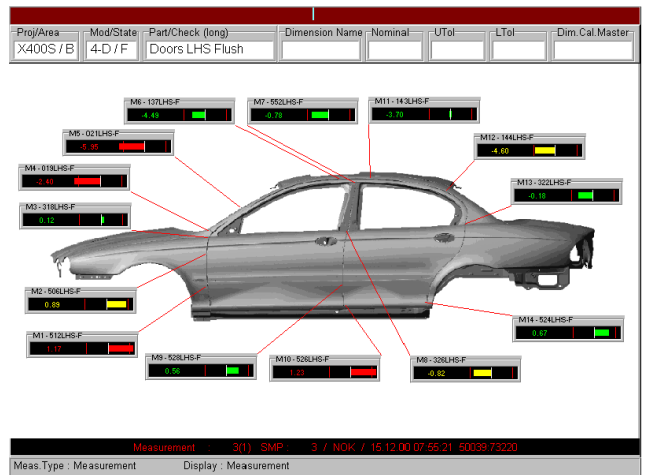 Proj/Area Mod/State Part/Check (long) Dimension Name Nominal UTol LTol Dim.Cal.Master
X400S / B 4-D / F Doors LHS Flush
M6 - 137LHS-F
-4.49
M7 - 552LHS-F
-0.78
M11 - 143LHS-F
-3.70
M5 - 021LHS-F
-5.95
M12 - 144LHS-F
-4.60
M4 - 019LHS-F
-2.40
M13 - 322LHS-F
-0.16
M3 - 318LHS-F
0.12
M2 - 506LHS-F
0.89
M14 - 524LHS-F
0.67
M1 - 512LHS-F
1.17
M9 - 528LHS-F
0.56
M10 - 526LHS-F
1.23
M8 - 326LHS-F
-0.82
Measurement : 3(1) SMP : 3 / NOK / 15.12.00 07:55:21 50039:73220
Meas.Type : Measurement Display : Measurement